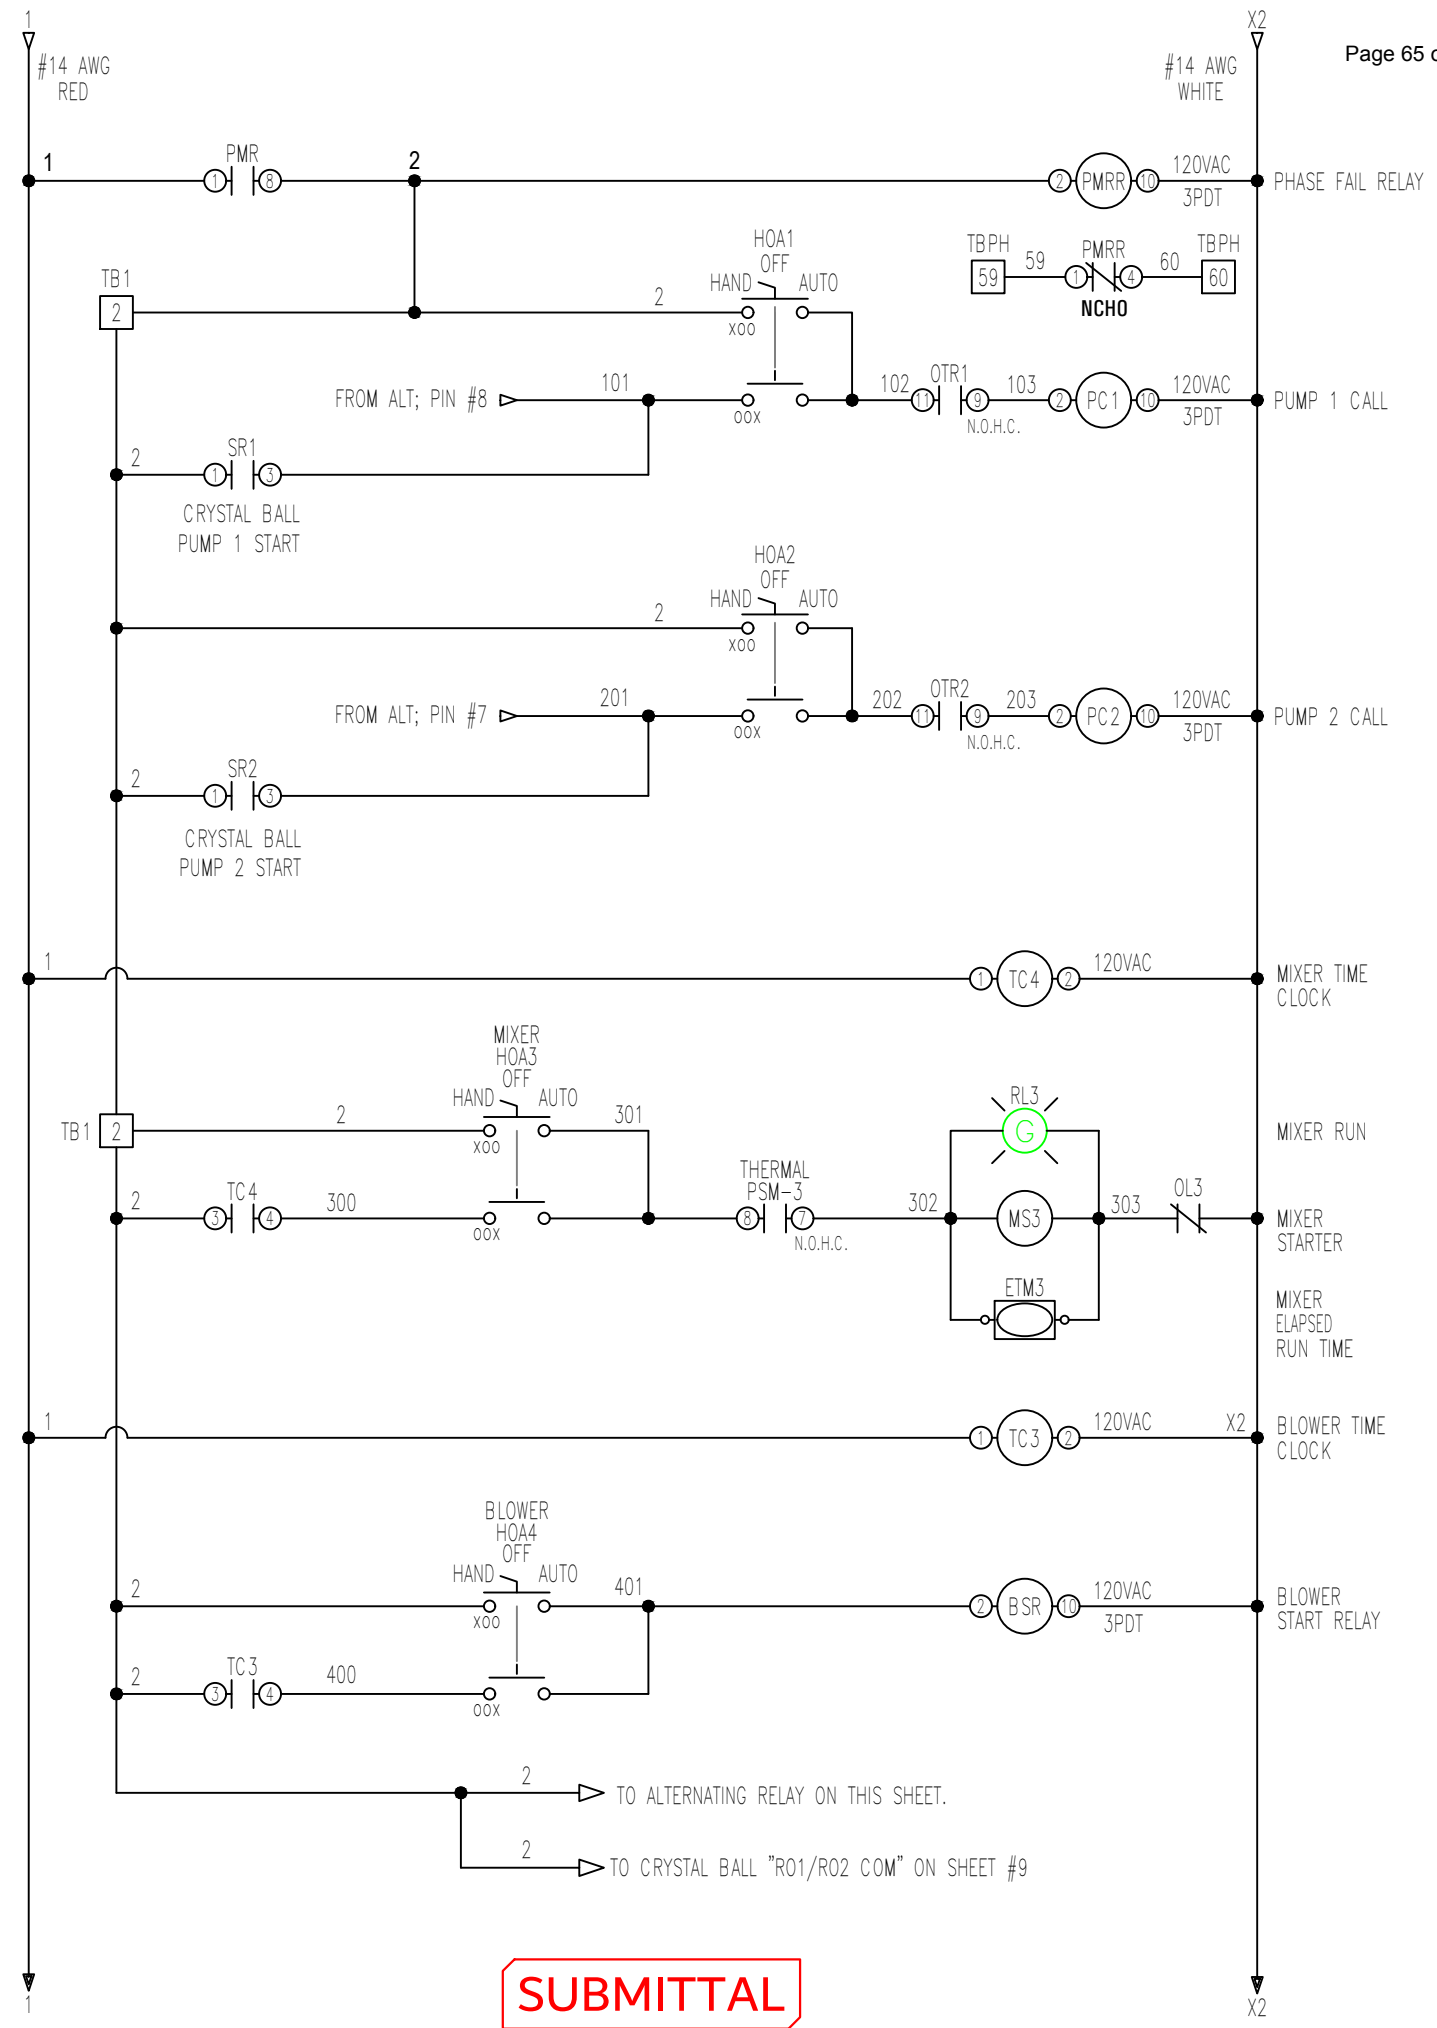 1
X2
#14 AWG
RED
#14 AWG
WHITE
Page 65 o
1
PMR
1 8
2
2 PMRR 10
120VAC
3PDT
PHASE FAIL RELAY
TBPH
59
59
PMRR
1 4
NCHO
60
TBPH
60
TB1
2
2
HOA1
OFF
HAND AUTO
XOO
FROM ALT; PIN #8
101
OOX
102
OTR1
11 9
N.O.H.C.
103
2 PC1 10
120VAC
3PDT
PUMP 1 CALL
2
SR1
1 3
CRYSTAL BALL
PUMP 1 START
HOA2
OFF
HAND AUTO
2
XOO
FROM ALT; PIN #7
201
OOX
202
OTR2
11 9
N.O.H.C.
203
2 PC2 10
120VAC
3PDT
PUMP 2 CALL
2
SR2
1 3
CRYSTAL BALL
PUMP 2 START
1
1 TC4 2
120VAC
MIXER TIME
CLOCK
MIXER
HOA3
OFF
HAND AUTO
TB1
2
2
XOO
301
RL3
G
MIXER RUN
2
TC4
3 4
300
OOX
THERMAL
PSM-3
8 7
N.O.H.C.
302
MS3
303
OL3
MIXER
STARTER
ETM3
MIXER
ELAPSED
RUN TIME
1
1 TC3 2
120VAC
X2
BLOWER TIME
CLOCK
BLOWER
HOA4
OFF
HAND AUTO
2
XOO
401
2 BSR 10
120VAC
3PDT
BLOWER
START RELAY
2
TC3
3 4
400
OOX
2
TO ALTERNATING RELAY ON THIS SHEET.
2
TO CRYSTAL BALL "RO1/RO2 COM" ON SHEET #9
SUBMITTAL
1
X2